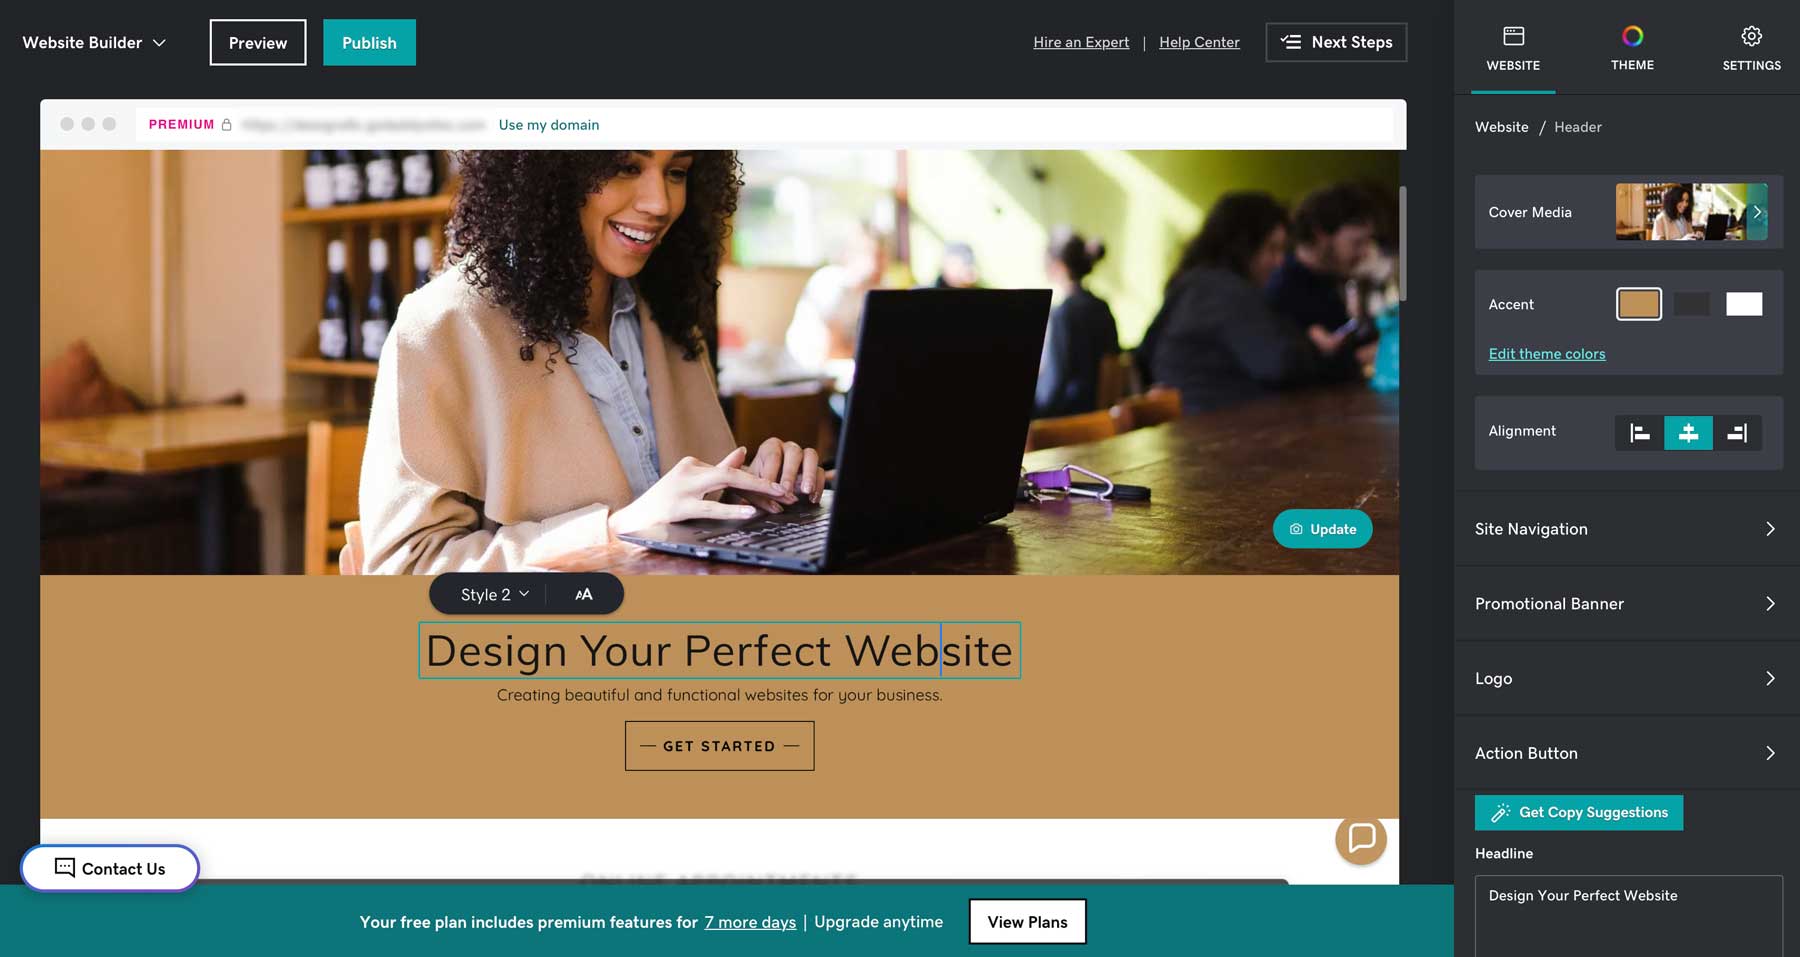 Website Builder
Preview
Publish
Hire an Expert | Help Center
Next Steps
WEBSITE
THEME
SETTINGS
PREMIUM
Use my domain
Website / Header
Cover Media
Accent
Edit theme colors
Alignment
Update
Site Navigation
Style 2
AA
Promotional Banner
Design Your Perfect Website
Creating beautiful and functional websites for your business.
Logo
— GET STARTED —
Action Button
Get Copy Suggestions
Headline
Design Your Perfect Website
Contact Us
ONLINE APPOINTMENTS
Your free plan includes premium features for 7 more days | Upgrade anytime
View Plans